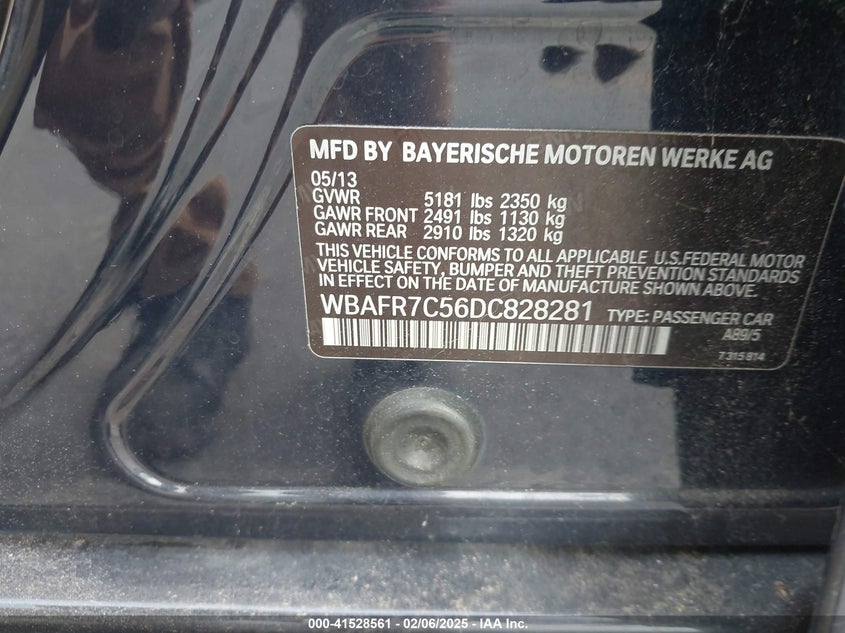 MFD BY BAYERISCHE MOTOREN WERKE AG
05/13
GVWR 5181 lbs 2350 kg
GAWR FRONT 2491 lbs 1130 kg
GAWR REAR 2910 lbs 1320 kg
THIS VEHICLE CONFORMS TO ALL APPLICABLE U.S.FEDERAL MOTOR
VEHICLE SAFETY, BUMPER AND THEFT PREVENTION STANDARDS
IN EFFECT ON THE DATE OF MANUFACTURE SHOWN ABOVE.
WBAFR7C56DC828281 TYPE: PASSENGER CAR
A89/5
7 315 814
000-41528561 - 02/06/2025 - IAA Inc.